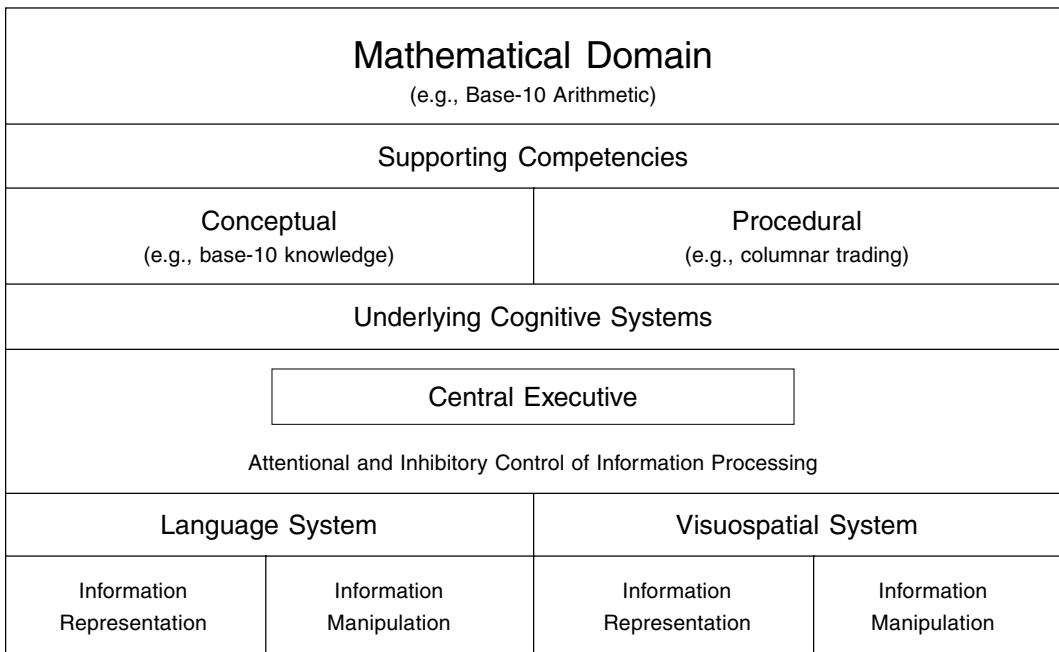 Mathematical Domain
(e.g., Base-10 Arithmetic)
Supporting Competencies
Conceptual
(e.g., base-10 knowledge)
Procedural
(e.g., columnar trading)
Underlying Cognitive Systems
Central Executive
Attentional and Inhibitory Control of Information Processing
Language System
Visuospatial System
Information
Representation
Information
Manipulation
Information
Representation
Information
Manipulation